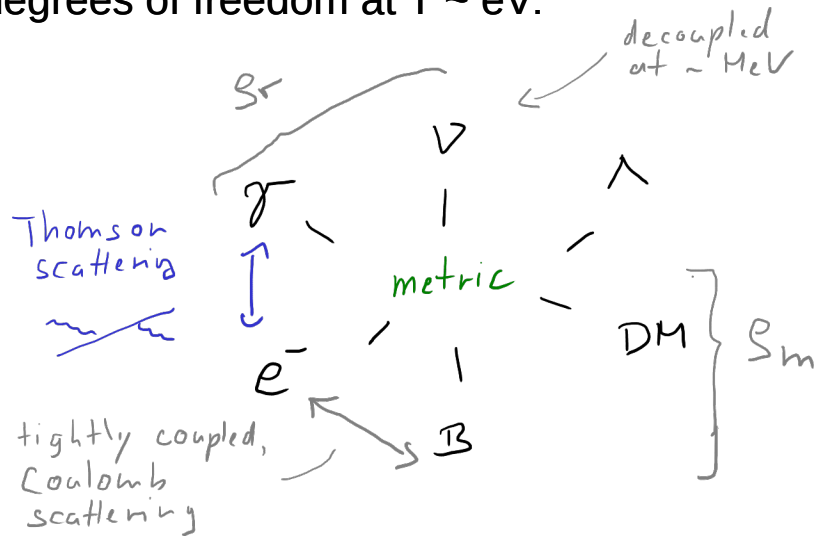 degrees of freedom at T ~ eV.
decoupled
at ~ MeV
ρr
ν
γ
Λ
Thomson
scattering
metric
DM
ρm
e⁻
B
tightly coupled,
Coulomb
scattering